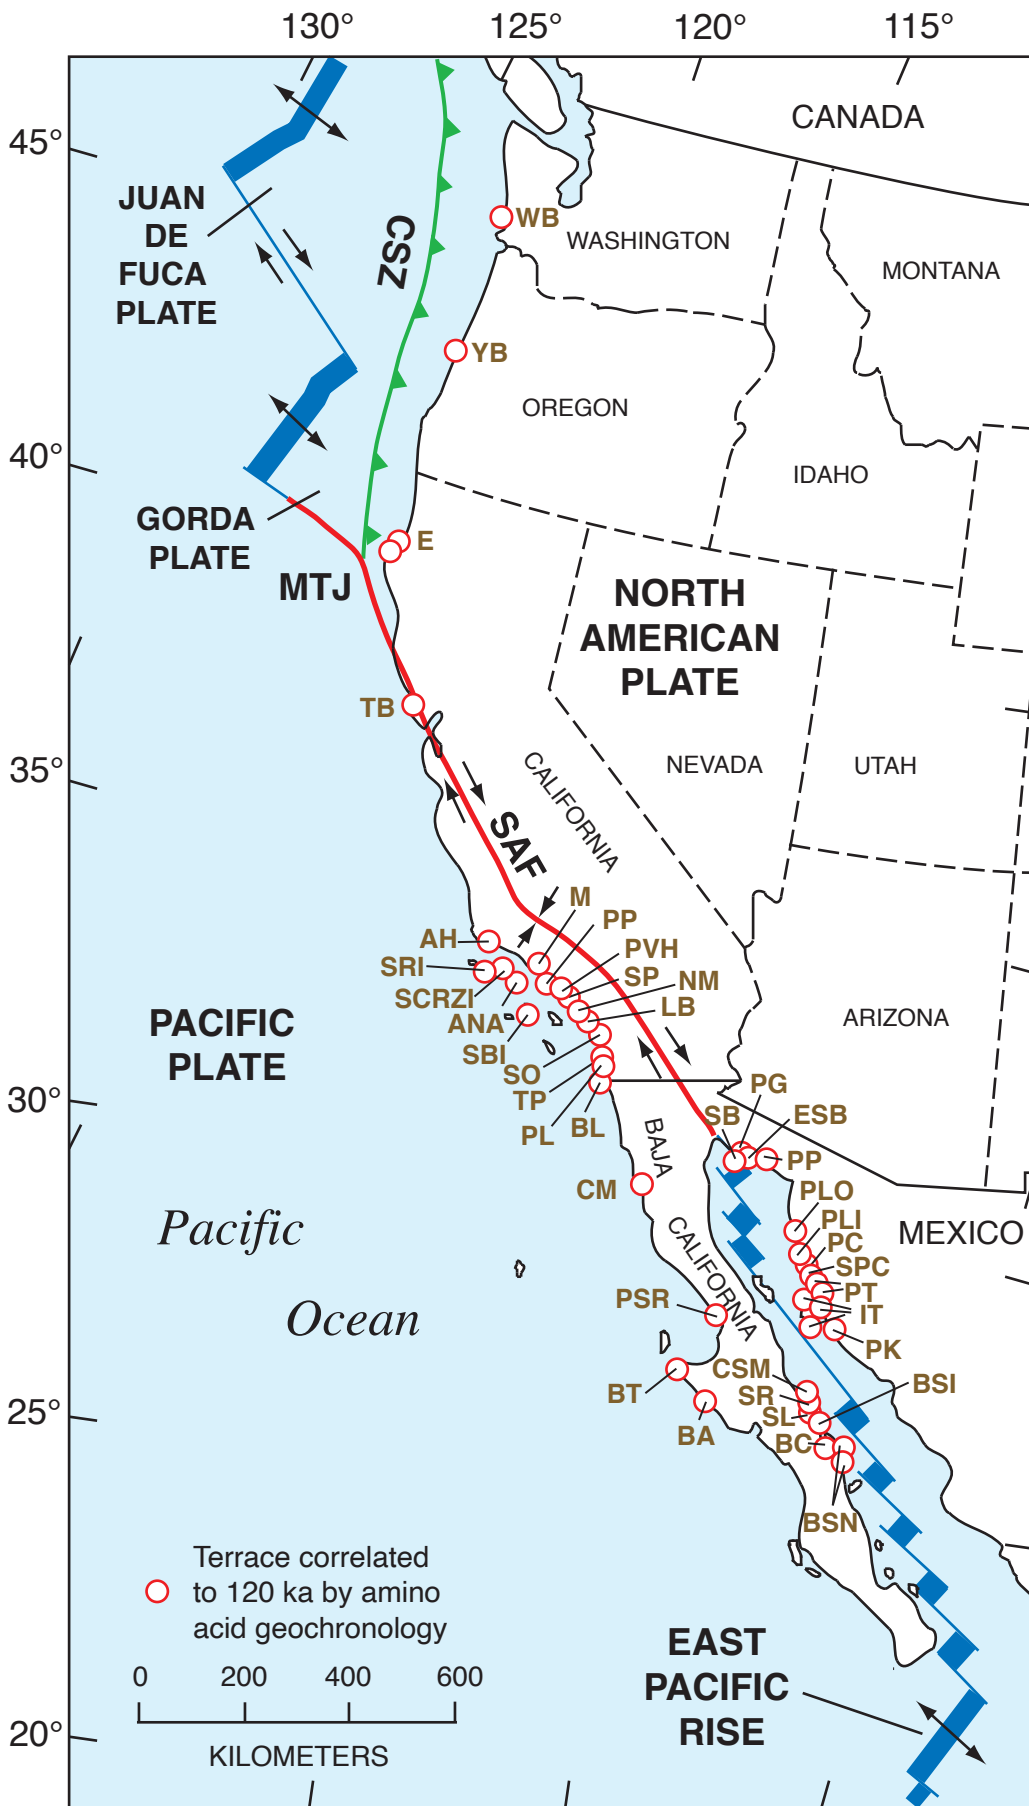 130°
125°
120°
115°
CANADA
45°
JUAN
DE
FUCA
PLATE
CSZ
WB
WASHINGTON
MONTANA
YB
OREGON
40°
IDAHO
GORDA
PLATE
E
MTJ
NORTH
AMERICAN
PLATE
TB
35°
CALIFORNIA
NEVADA
UTAH
SAF
M
PP
AH
PVH
SRI
SP
SCRZI
NM
LB
ANA
PACIFIC
PLATE
ARIZONA
SBI
SO
TP
PL
BL
30°
PG
SB
ESB
BAJA
CALIFORNIA
PP
CM
PLO
PLI
PC
SPC
PT
IT
PK
MEXICO
Pacific
Ocean
PSR
CSM
BSI
BT
SR
SL
25°
BA
BC
BSN
Terrace correlated
to 120 ka by amino
acid geochronology
0
200
400
600
KILOMETERS
EAST
PACIFIC
RISE
20°